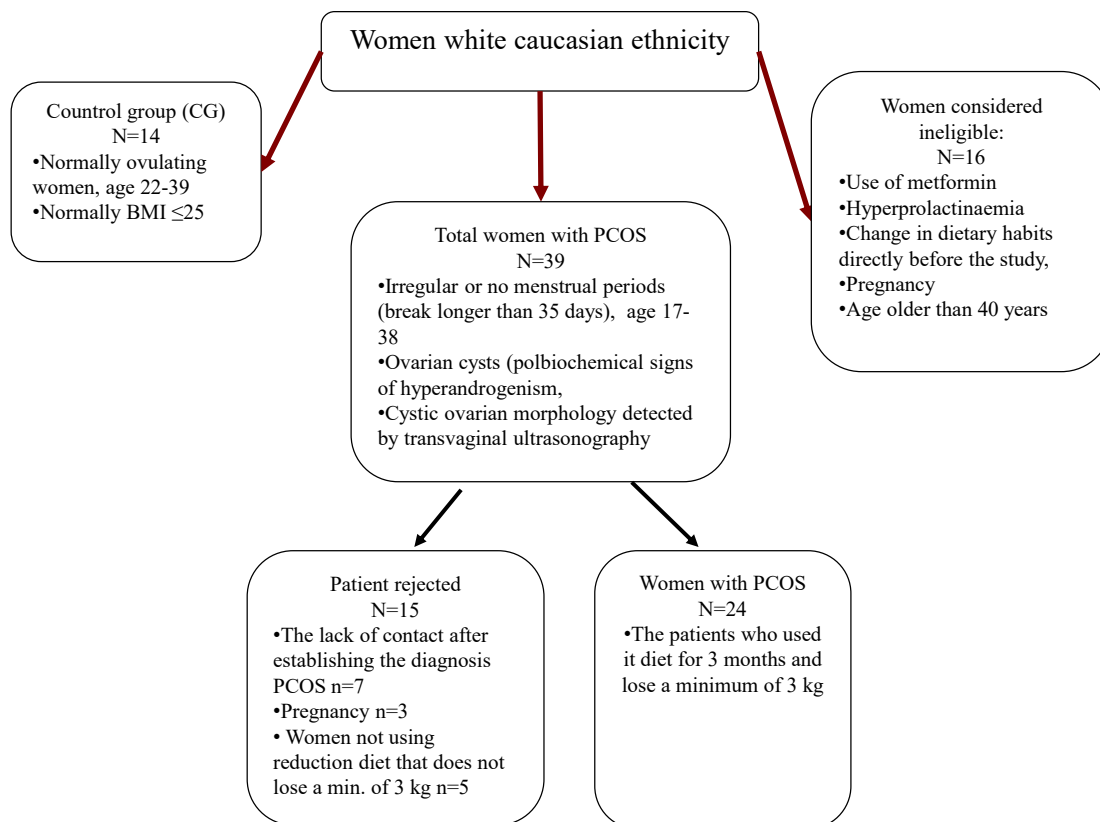 Women white caucasian ethnicity
Countrol group (CG)
N=14
•Normally ovulating
women, age 22-39
•Normally BMI ≤25
Women considered
ineligible:
N=16
•Use of metformin
•Hyperprolactinaemia
•Change in dietary habits
directly before the study,
•Pregnancy
•Age older than 40 years
Total women with PCOS
N=39
•Irregular or no menstrual periods
(break longer than 35 days),  age 17-
38
•Ovarian cysts (polbiochemical signs
of hyperandrogenism,
•Cystic ovarian morphology detected
by transvaginal ultrasonography
Patient rejected
N=15
•The lack of contact after
establishing the diagnosis
PCOS n=7
•Pregnancy n=3
• Women not using
reduction diet that does not
lose a min. of 3 kg n=5
Women with PCOS
N=24
•The patients who used
it diet for 3 months and
lose a minimum of 3 kg